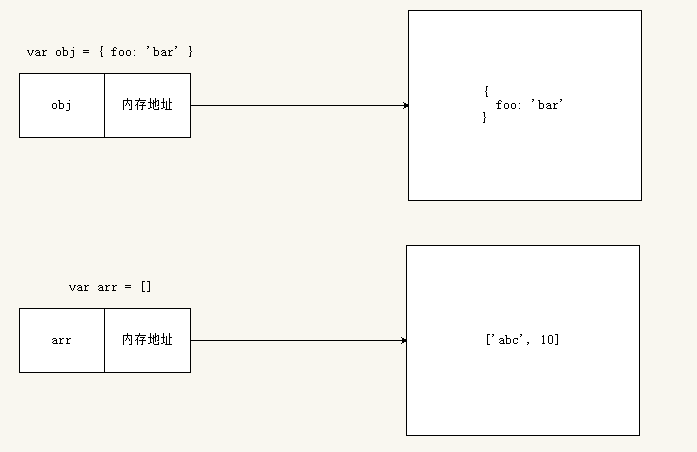 var obj = { foo: 'bar' }
obj
内存地址
{
foo: 'bar'
}
var arr = []
arr
内存地址
['abc', 10]